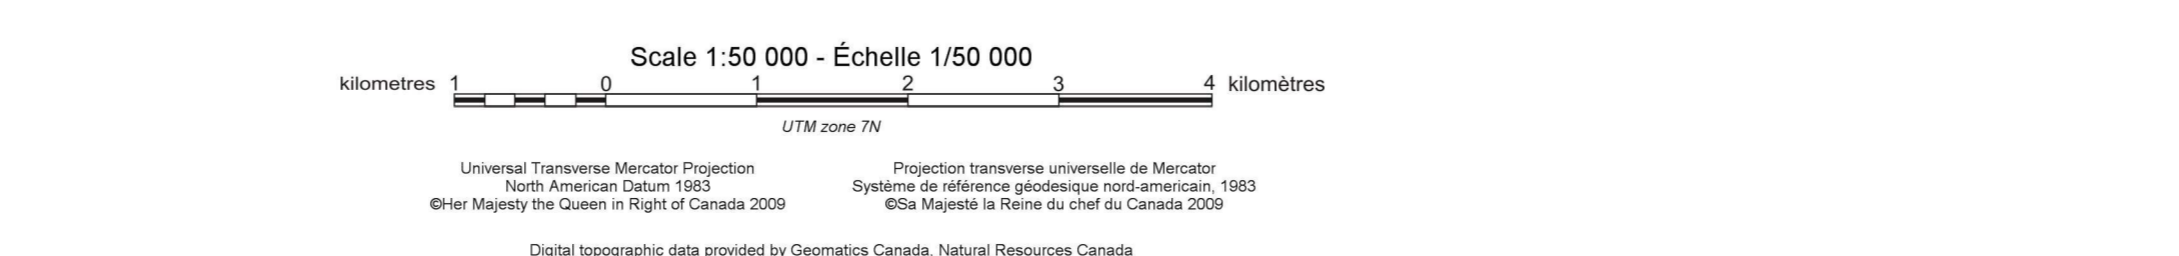 Scale 1:50 000 - Échelle 1/50 000
kilometres 1 0 1 2 3 4 kilomètres
UTM zone 7N
Universal Transverse Mercator Projection
North American Datum 1983
©Her Majesty the Queen in Right of Canada 2009
Projection transverse universelle de Mercator
Système de référence géodesique nord-americain, 1983
©Sa Majesté la Reine du chef du Canada 2009
Digital topographic data provided by Geomatics Canada, Natural Resources Canada